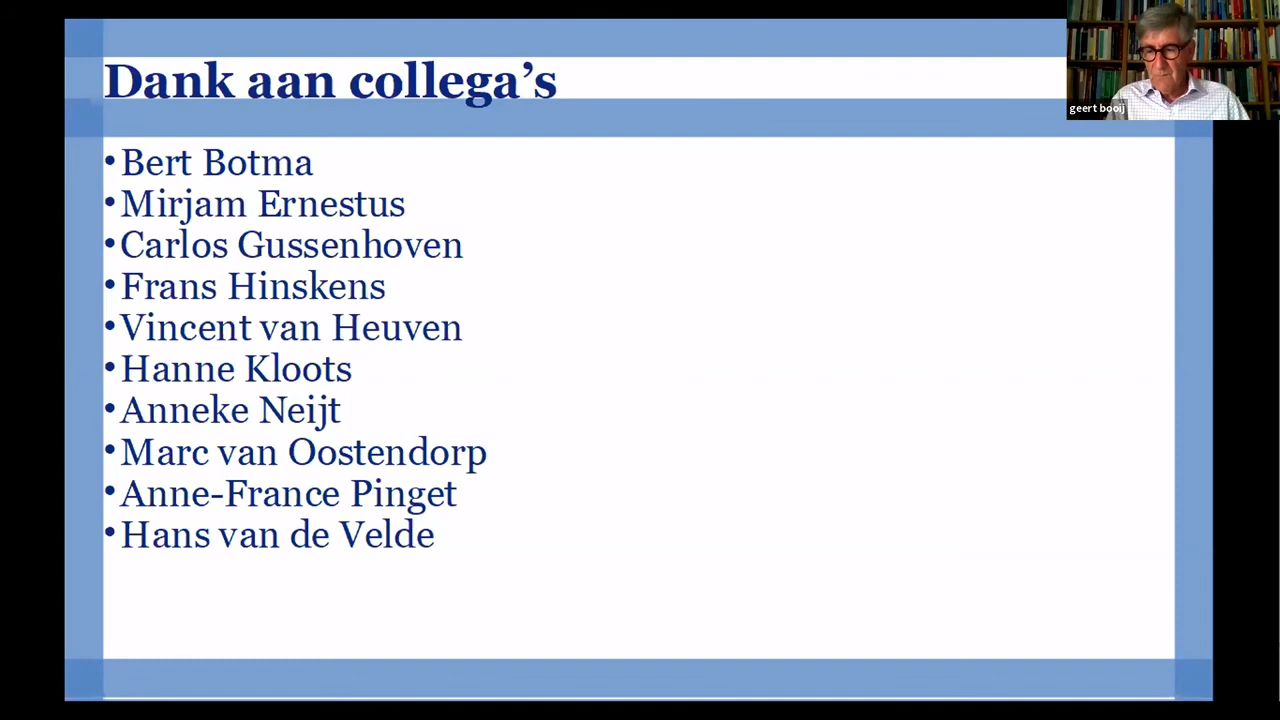 Dank aan collega’s
geert booij
•Bert Botma
•Mirjam Ernestus
•Carlos Gussenhoven
•Frans Hinskens
•Vincent van Heuven
•Hanne Kloots
•Anneke Neijt
•Marc van Oostendorp
•Anne-France Pinget
•Hans van de Velde